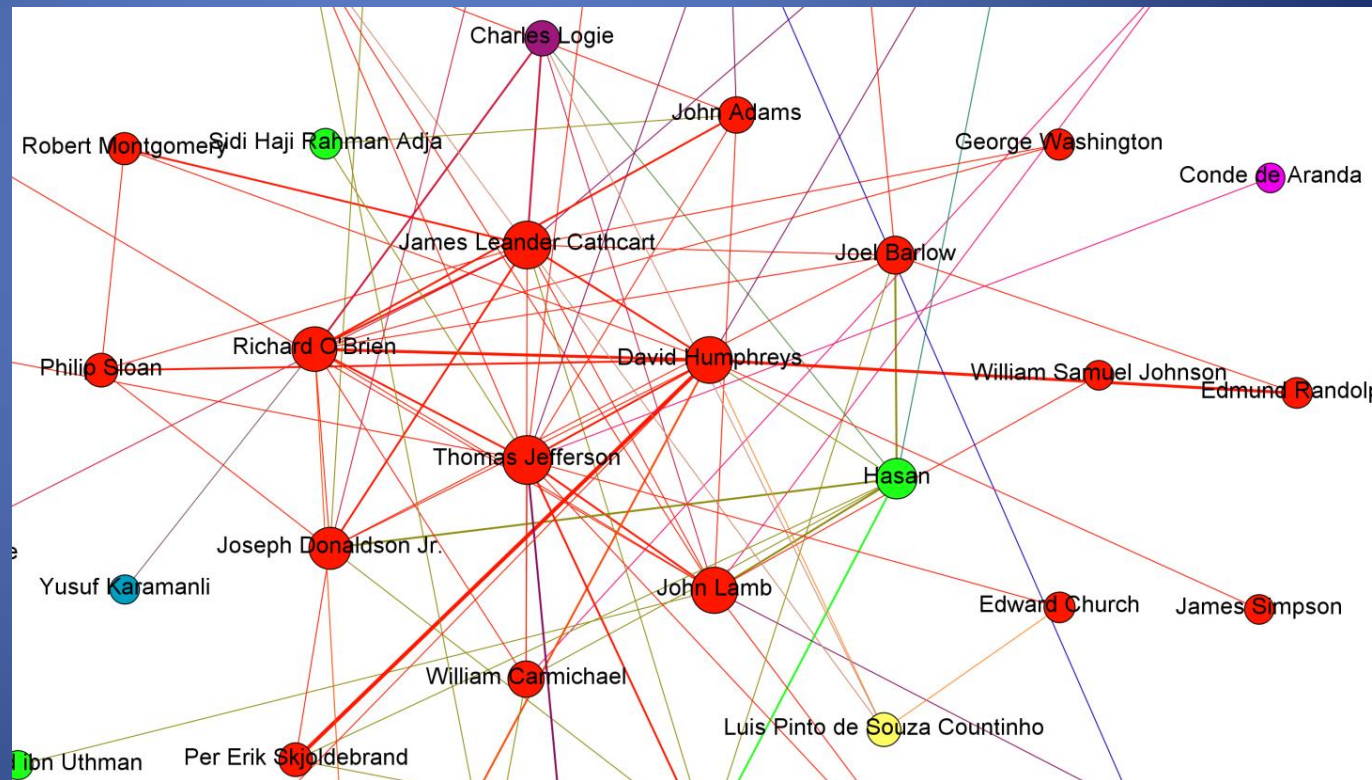 Charles Logie
John Adams
Robert Montgomery
Sidi Haji Rahman Adja
George Washington
Conde de Aranda
James Leander Cathcart
Joel Barlow
Richard O'Brien
David Humphreys
Philip Sloan
William Samuel Johnson
Edmund Randolp
Thomas Jefferson
Hasan
Joseph Donaldson Jr.
e
Yusuf Karamanli
John Lamb
Edward Church
James Simpson
William Carmichael
Luis Pinto de Souza Countinho
Per Erik Skjoldebrand
d ibn Uthman